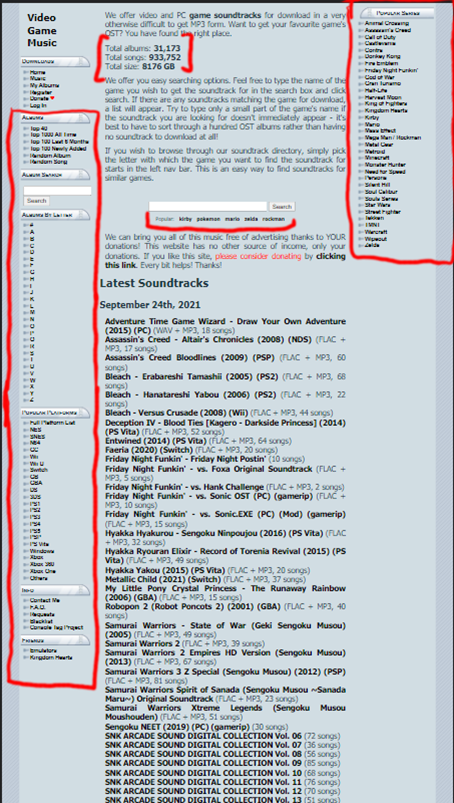 Video
Game
Music
Downloads
Home
Music
My Albums
Register
Donate ♥
Log In
Albums
Top 40
Top 1000 All Time
Top 100 Last 6 Months
Top 100 Newly Added
Random Album
Random Song
Album Search
Search
Albums By Letter
#
A
B
C
D
E
F
G
H
I
J
K
L
M
N
O
P
Q
R
S
T
U
V
W
X
Y
Z
Popular Platforms
Full Platform List
NES
SNES
N64
GC
Wii
Wii U
Switch
GB
GBA
DS
3DS
PS1
PS2
PS3
PS4
PS5
PSP
PS Vita
Windows
Xbox
Xbox 360
Xbox One
Others
Info
Contact Me
F.A.Q.
Requests
Blacklist
Console Tag Project
Friends
Emulators
Kingdom Hearts
We offer video and PC game soundtracks for download in a very
otherwise difficult to get MP3 form. Want to get your favourite game's
OST? You have found the right place.
Total albums: 31,173
Total songs: 933,752
Total size: 8176 GB
We offer easy searching options. Feel free to type the name of the
game you wish to get the soundtrack for in the search box and click
search. If there are any soundtracks matching the game for download,
a list will appear. Try to type only a small part of the game's name if
the soundtrack you are looking for doesn't immediately appear - it's
best to have to sort through a hundred OST albums rather than having
no soundtrack to download at all!
If you wish to browse through our soundtrack directory, simply pick
the letter with which the game you want to find the soundtrack for
starts in the left nav bar. This is an easy way to find soundtracks for
similar games.
Search
Popular: kirby pokemon mario zelda rockman
We can bring you all of this music free of advertising thanks to YOUR
donations! This website has no other source of income, only your
donations. If you like this site, please consider donating by clicking
this link. Every bit helps! Thanks!
Latest Soundtracks
September 24th, 2021
Adventure Time Game Wizard - Draw Your Own Adventure
(2015) (PC) (WAV + MP3, 18 songs)
Assassin's Creed - Altair's Chronicles (2008) (NDS) (FLAC +
MP3, 17 songs)
Assassin's Creed Bloodlines (2009) (PSP) (FLAC + MP3, 60
songs)
Bleach - Erabareshi Tamashii (2005) (PS2) (FLAC + MP3, 68
songs)
Bleach - Hanatareshi Yabou (2006) (PS2) (FLAC + MP3, 22
songs)
Bleach - Versus Crusade (2008) (Wii) (FLAC + MP3, 44 songs)
Deception IV - Blood Ties [Kagero - Darkside Princess] (2014)
(PS Vita) (FLAC + MP3, 52 songs)
Entwined (2014) (PS Vita) (FLAC + MP3, 64 songs)
Faeria (2020) (Switch) (FLAC + MP3, 20 songs)
Friday Night Funkin' - Friday Night Postin' (10 songs)
Friday Night Funkin' - vs. Foxa Original Soundtrack (FLAC +
MP3, 5 songs)
Friday Night Funkin' - vs. Hank Challenge (FLAC + MP3, 2 songs)
Friday Night Funkin' - vs. Sonic OST (PC) (gamerip) (FLAC +
MP3, 10 songs)
Friday Night Funkin' - vs. Sonic.EXE (PC) (Mod) (gamerip)
(FLAC + MP3, 15 songs)
Hyakka Hyakurou - Sengoku Ninpoujou (2016) (PS Vita) (FLAC
+ MP3, 32 songs)
Hyakka Ryouran Elixir - Record of Torenia Revival (2015) (PS
Vita) (FLAC + MP3, 49 songs)
Hyakka Yakou (2015) (PS Vita) (FLAC + MP3, 20 songs)
Metallic Child (2021) (Switch) (FLAC + MP3, 37 songs)
My Little Pony Crystal Princess - The Runaway Rainbow
(2006) (GBA) (FLAC + MP3, 15 songs)
Robopon 2 (Robot Poncots 2) (2001) (GBA) (FLAC + MP3, 40
songs)
Samurai Warriors - State of War (Geki Sengoku Musou)
(2005) (FLAC + MP3, 49 songs)
Samurai Warriors 2 (FLAC + MP3, 39 songs)
Samurai Warriors 2 Empires HD Version (Sengoku Musou)
(2013) (FLAC + MP3, 67 songs)
Samurai Warriors 3 Z Special (Sengoku Musou) (2012) (PSP)
(FLAC + MP3, 81 songs)
Samurai Warriors Spirit of Sanada (Sengoku Musou ~Sanada
Maru~) Original Soundtrack (FLAC + MP3, 23 songs)
Samurai Warriors Xtreme Legends (Sengoku Musou
Moushouden) (FLAC + MP3, 51 songs)
Sengoku NEET (2019) (PC) (gamerip) (30 songs)
SNK ARCADE SOUND DIGITAL COLLECTION Vol. 06 (72 songs)
SNK ARCADE SOUND DIGITAL COLLECTION Vol. 07 (36 songs)
SNK ARCADE SOUND DIGITAL COLLECTION Vol. 08 (56 songs)
SNK ARCADE SOUND DIGITAL COLLECTION Vol. 09 (85 songs)
SNK ARCADE SOUND DIGITAL COLLECTION Vol. 10 (68 songs)
SNK ARCADE SOUND DIGITAL COLLECTION Vol. 11 (76 songs)
SNK ARCADE SOUND DIGITAL COLLECTION Vol. 12 (70 songs)
SNK ARCADE SOUND DIGITAL COLLECTION Vol. 13 (51 songs)
Popular Series
Animal Crossing
Assassin's Creed
Call of Duty
Castlevania
Contra
Donkey Kong
Fire Emblem
Friday Night Funkin'
God of War
Gran Turismo
Half-Life
Harvest Moon
King of Fighters
Kingdom Hearts
Kirby
Mario
Mass Effect
Mega Man / Rockman
Metal Gear
Metroid
Minecraft
Monster Hunter
Need for Speed
Persona
Silent Hill
Soul Calibur
Souls Series
Star Wars
Street Fighter
Tekken
TMNT
Warcraft
Wipeout
Zelda